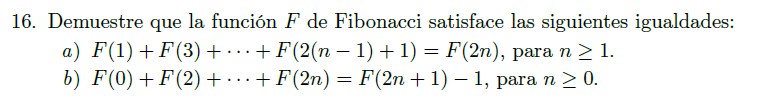 16. Demuestre que la función F de Fibonacci satisface las siguientes igualdades:
a) F(1) + F(3) + ··· + F(2(n − 1) + 1) = F(2n), para n ≥ 1.
b) F(0) + F(2) + ··· + F(2n) = F(2n + 1) − 1, para n ≥ 0.